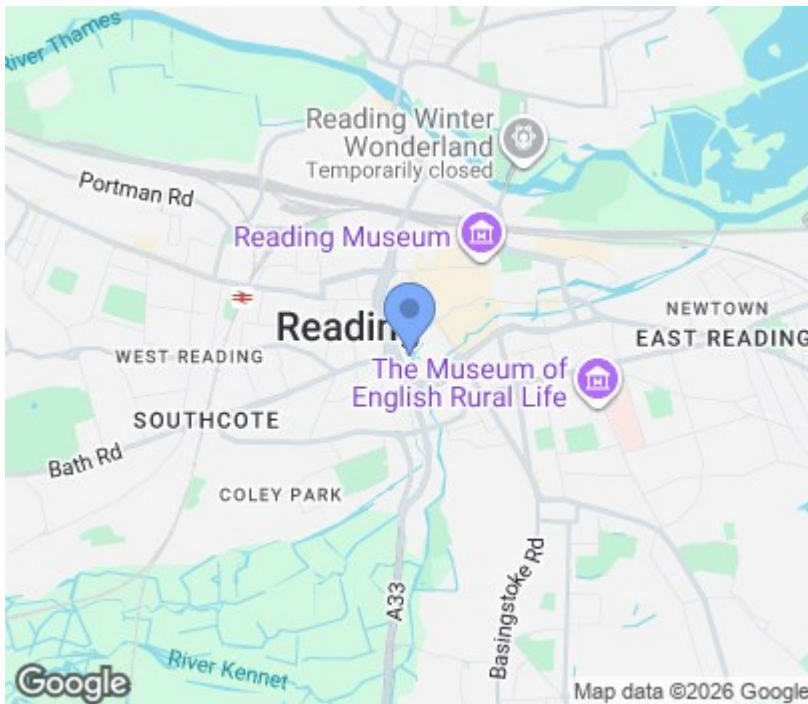 River Thames
Reading Winter
Wonderland
Temporarily closed
Portman Rd
Reading Museum
NEWTOWN
EAST READING
Reading
WEST READING
The Museum of
English Rural Life
SOUTHCOTE
Bath Rd
COLEY PARK
A33
Basingstoke Rd
River Kennet
Google
Map data ©2026 Google